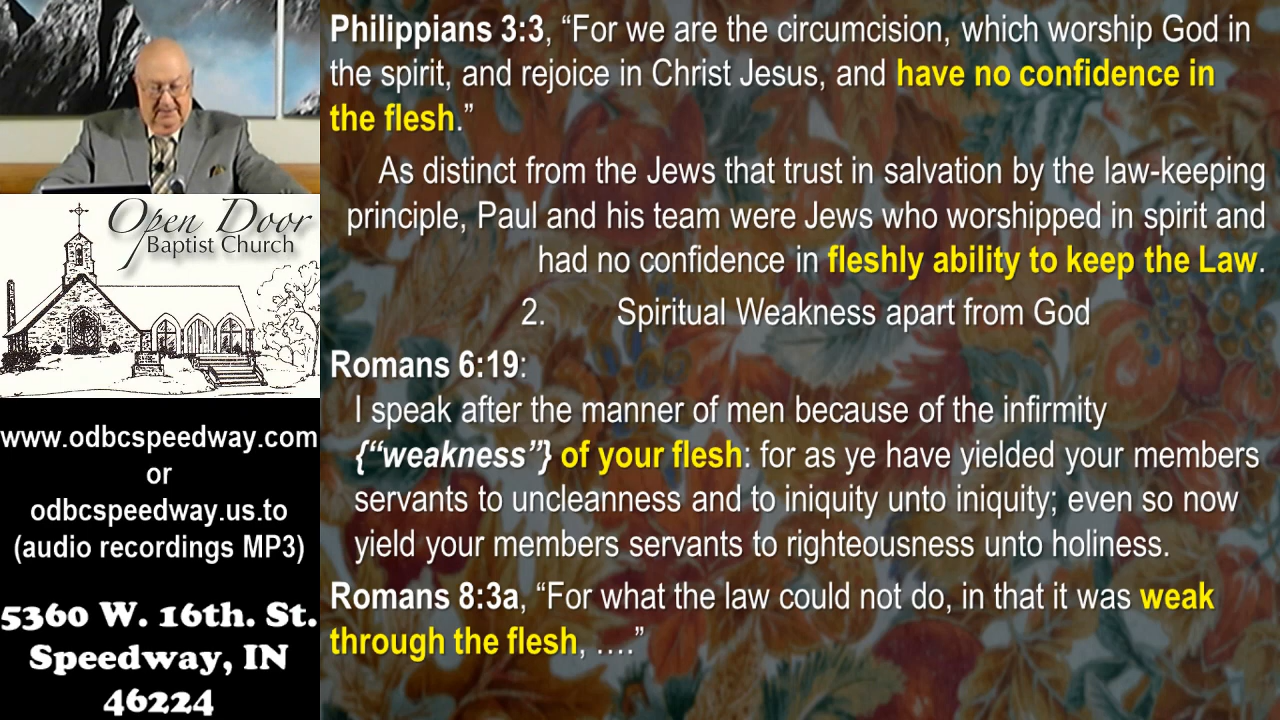 Philippians 3:3, “For we are the circumcision, which worship God in
the spirit, and rejoice in Christ Jesus, and have no confidence in
the flesh.”
As distinct from the Jews that trust in salvation by the law-keeping
principle, Paul and his team were Jews who worshipped in spirit and
had no confidence in fleshly ability to keep the Law.
2. Spiritual Weakness apart from God
Romans 6:19:
I speak after the manner of men because of the infirmity
{“weakness”} of your flesh: for as ye have yielded your members
servants to uncleanness and to iniquity unto iniquity; even so now
yield your members servants to righteousness unto holiness.
Romans 8:3a, “For what the law could not do, in that it was weak
through the flesh, ….”
Open Door
Baptist Church
www.odbcspeedway.com
or
odbcspeedway.us.to
(audio recordings MP3)
5360 W. 16th. St.
Speedway, IN
46224